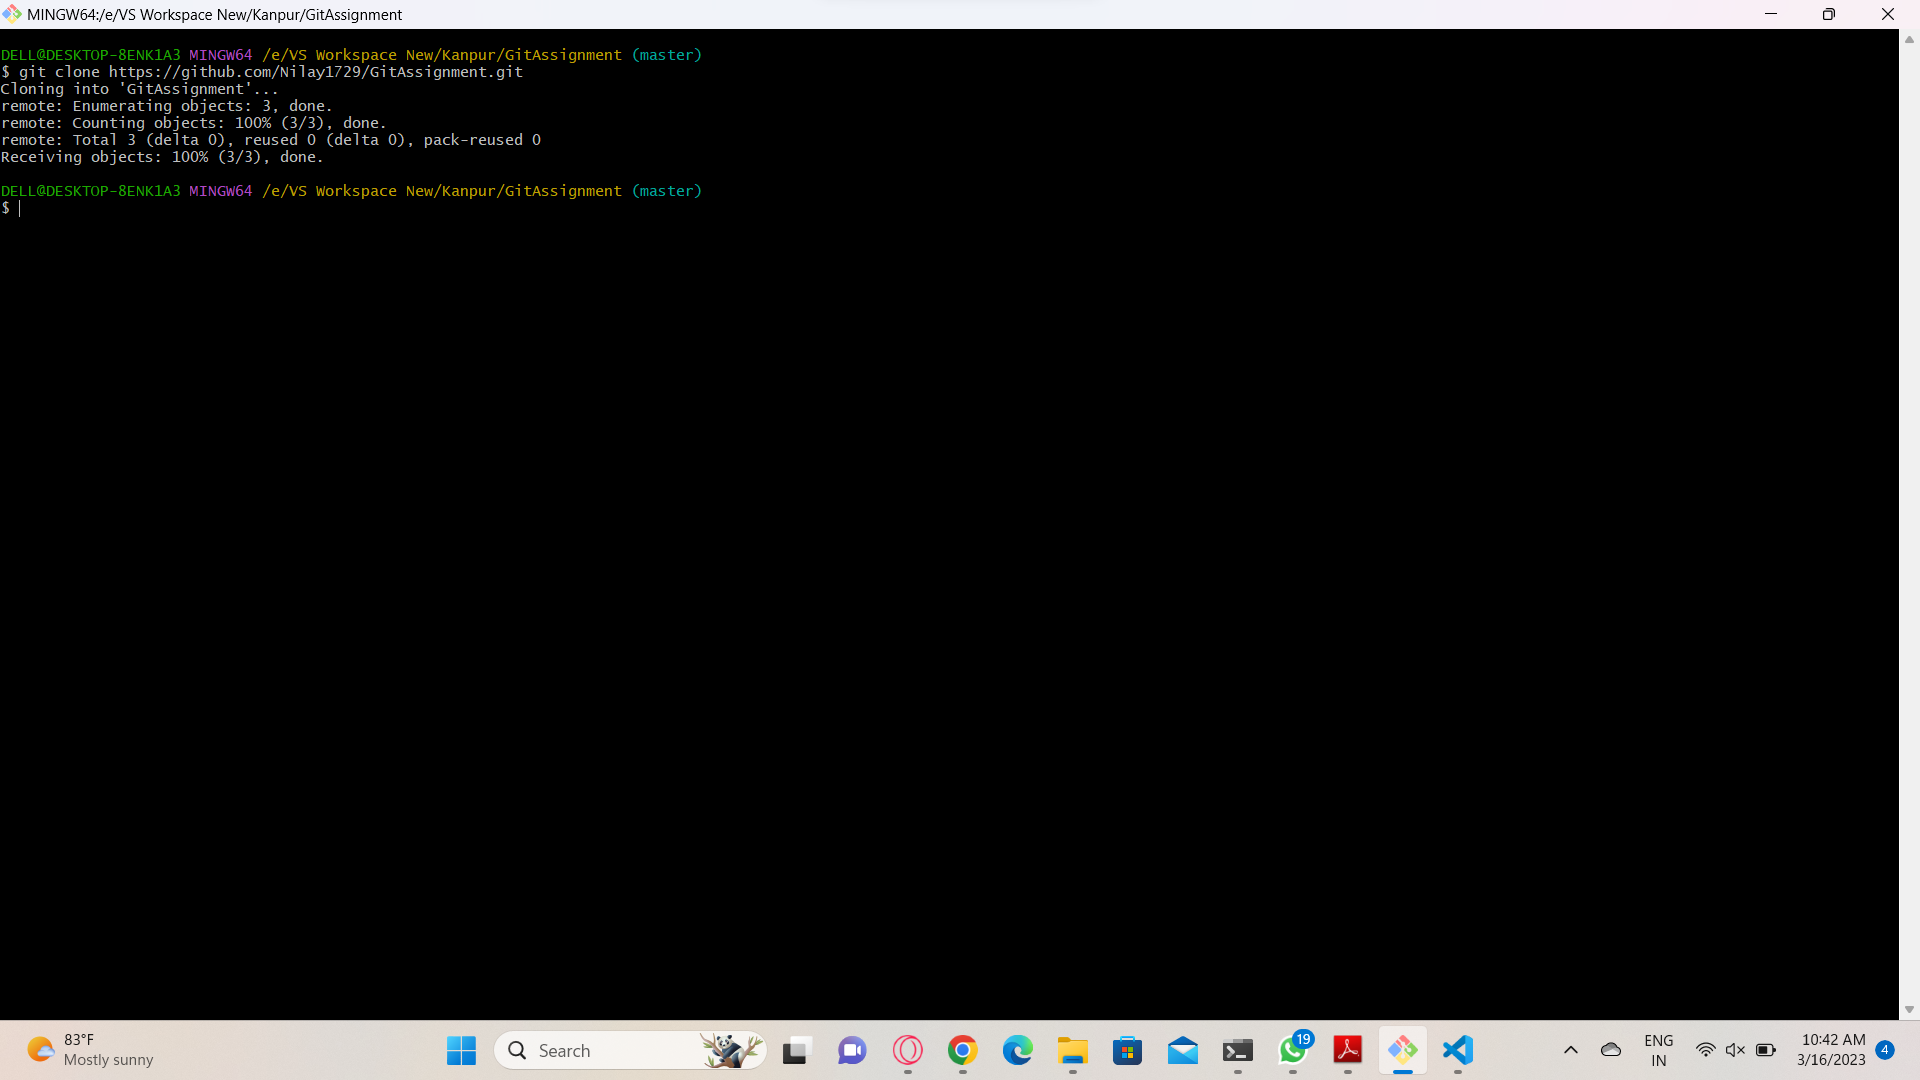 MINGW64:/e/VS Workspace New/Kanpur/GitAssignment
DELL@DESKTOP-8ENK1A3 MINGW64 /e/VS Workspace New/Kanpur/GitAssignment (master)
$ git clone https://github.com/Nilay1729/GitAssignment.git
Cloning into 'GitAssignment'...
remote: Enumerating objects: 3, done.
remote: Counting objects: 100% (3/3), done.
remote: Total 3 (delta 0), reused 0 (delta 0), pack-reused 0
Receiving objects: 100% (3/3), done.
DELL@DESKTOP-8ENK1A3 MINGW64 /e/VS Workspace New/Kanpur/GitAssignment (master)
$
83°F
Mostly sunny
Search
19
ENG
IN
10:42 AM
3/16/2023
4